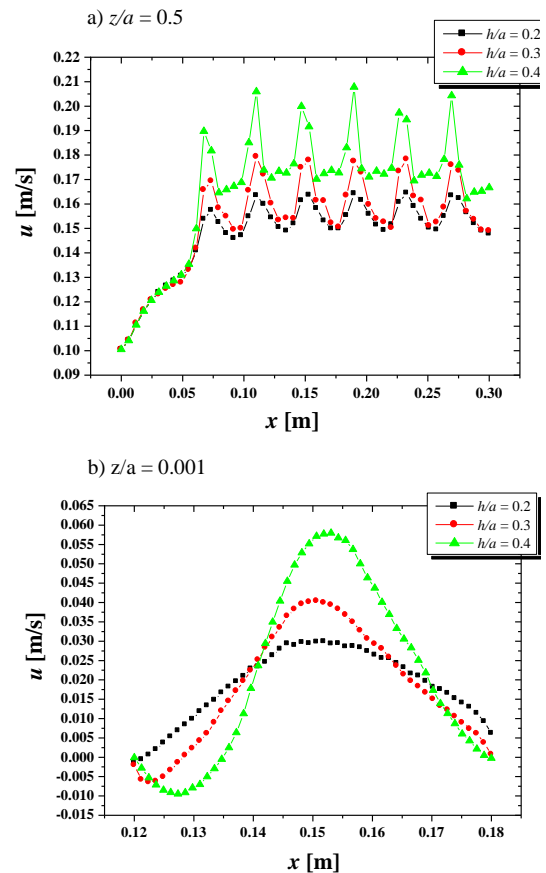 a) z/a = 0.5
h/a = 0.2
h/a = 0.3
h/a = 0.4
0.22
0.21
0.20
0.19
0.18
0.17
0.16
0.15
0.14
0.13
0.12
0.11
0.10
0.09
u [m/s]
0.00 0.05 0.10 0.15 0.20 0.25 0.30
x [m]
b) z/a = 0.001
h/a = 0.2
h/a = 0.3
h/a = 0.4
0.065
0.060
0.055
0.050
0.045
0.040
0.035
0.030
0.025
0.020
0.015
0.010
0.005
0.000
-0.005
-0.010
-0.015
u [m/s]
0.12 0.13 0.14 0.15 0.16 0.17 0.18
x [m]